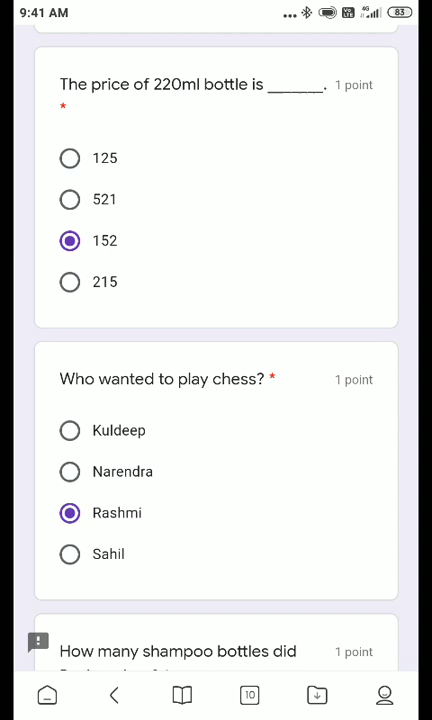 9:41 AM
4G
83
The price of 220ml bottle is _______. 1 point
*
125
521
152
215
Who wanted to play chess? * 1 point
Kuldeep
Narendra
Rashmi
Sahil
How many shampoo bottles did 1 point
10